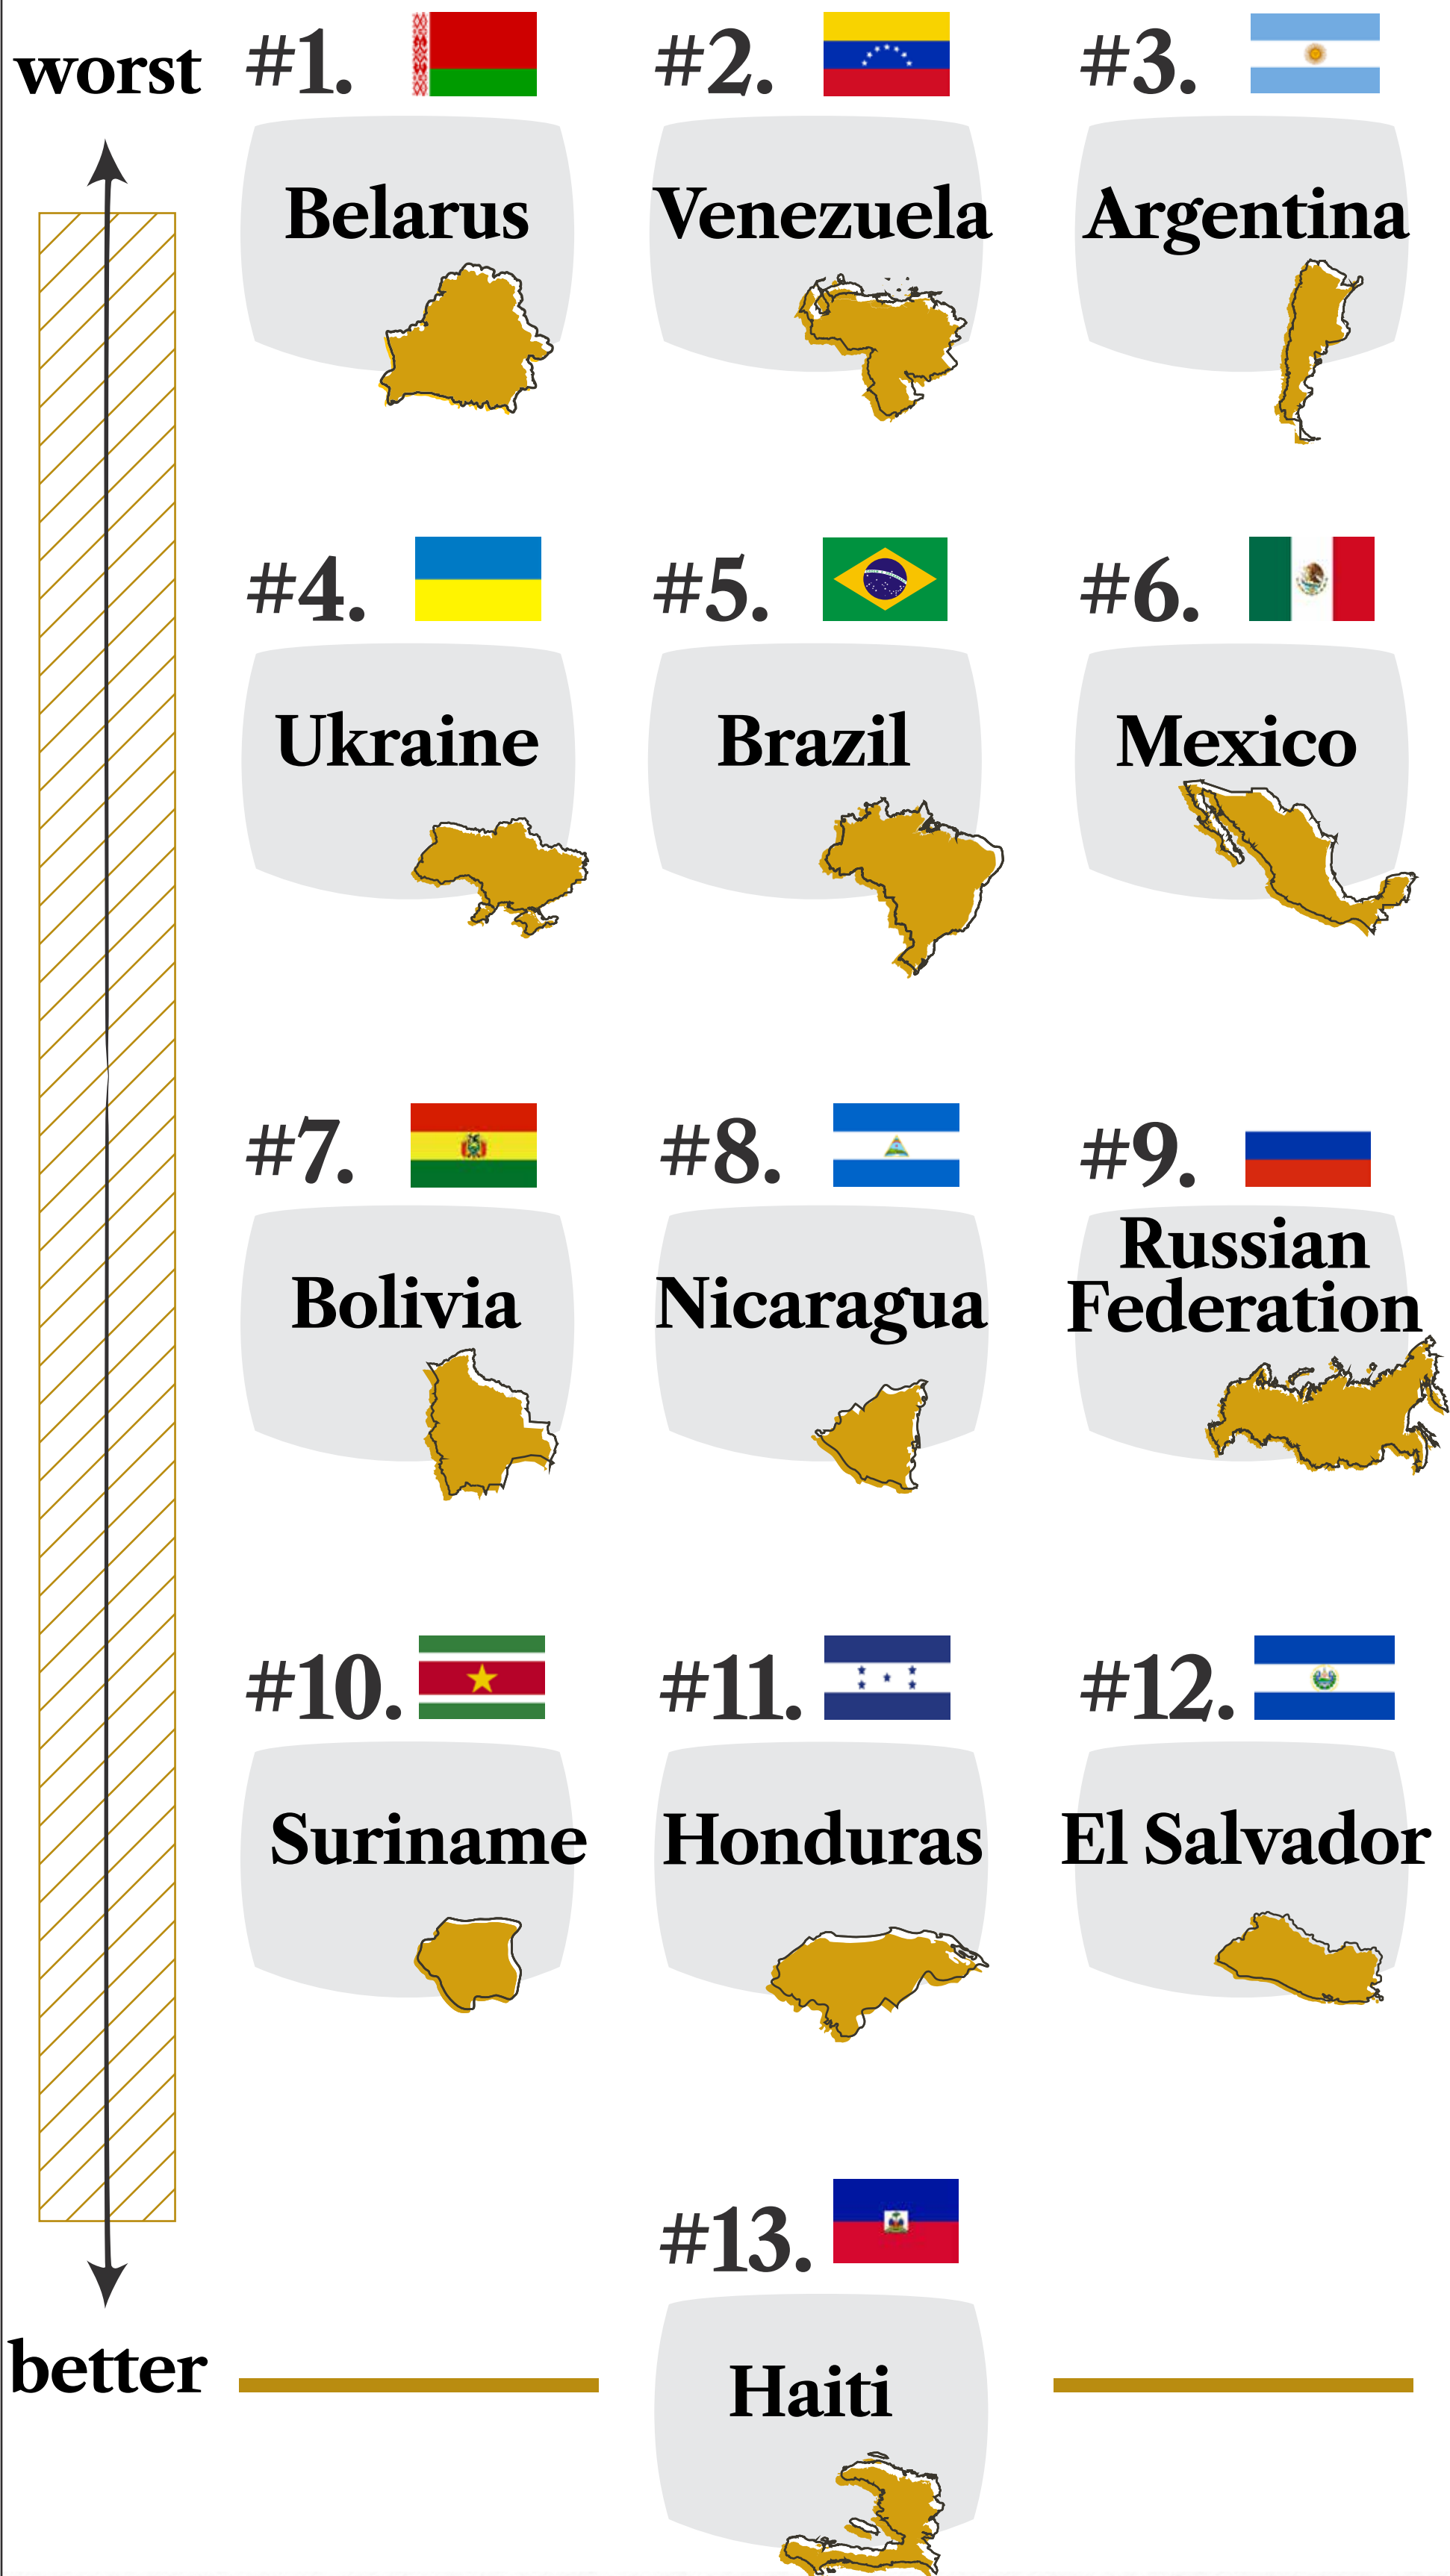 worst
#1.
#2.
#3.
Belarus
Venezuela
Argentina
#4.
#5.
#6.
Ukraine
Brazil
Mexico
#7.
#8.
#9.
Bolivia
Nicaragua
Russian
Federation
#10.
#11.
#12.
Suriname
Honduras
El Salvador
#13.
better
Haiti